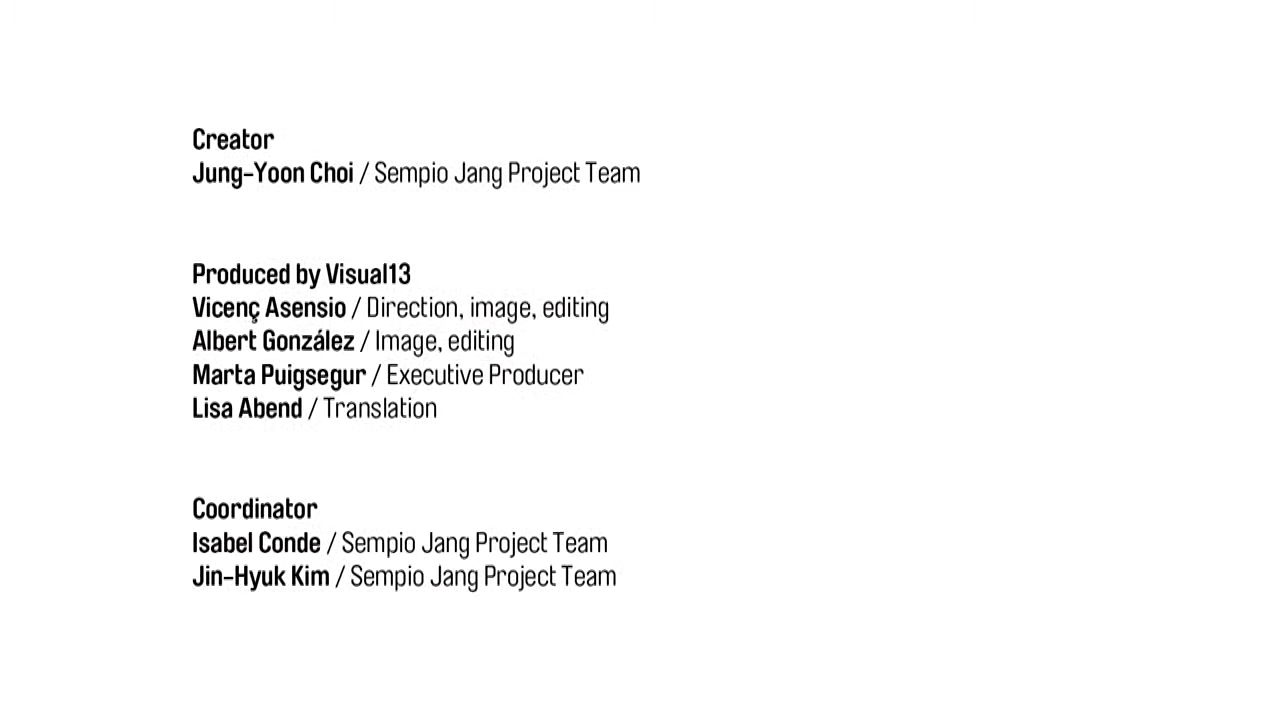 Creator
Jung-Yoon Choi / Sempio Jang Project Team
Produced by Visual13
Vicenç Asensio / Direction, image, editing
Albert González / Image, editing
Marta Puigsegur / Executive Producer
Lisa Abend / Translation
Coordinator
Isabel Conde / Sempio Jang Project Team
Jin-Hyuk Kim / Sempio Jang Project Team